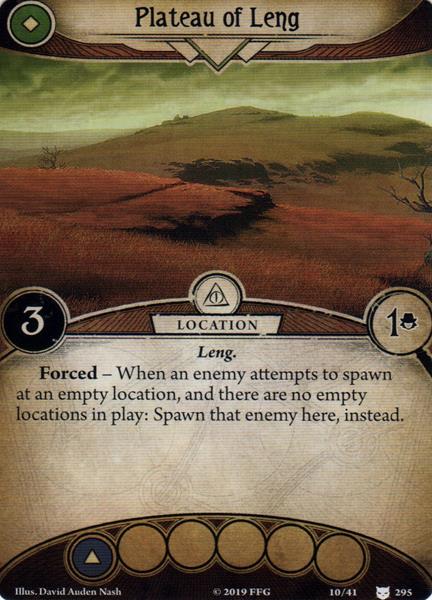 Plateau of Leng
3
1
1
LOCATION
Leng.
Forced – When an enemy attempts to spawn
at an empty location, and there are no empty
locations in play: Spawn that enemy here, instead.
Illus. David Auden Nash
© 2019 FFG
10/41
295